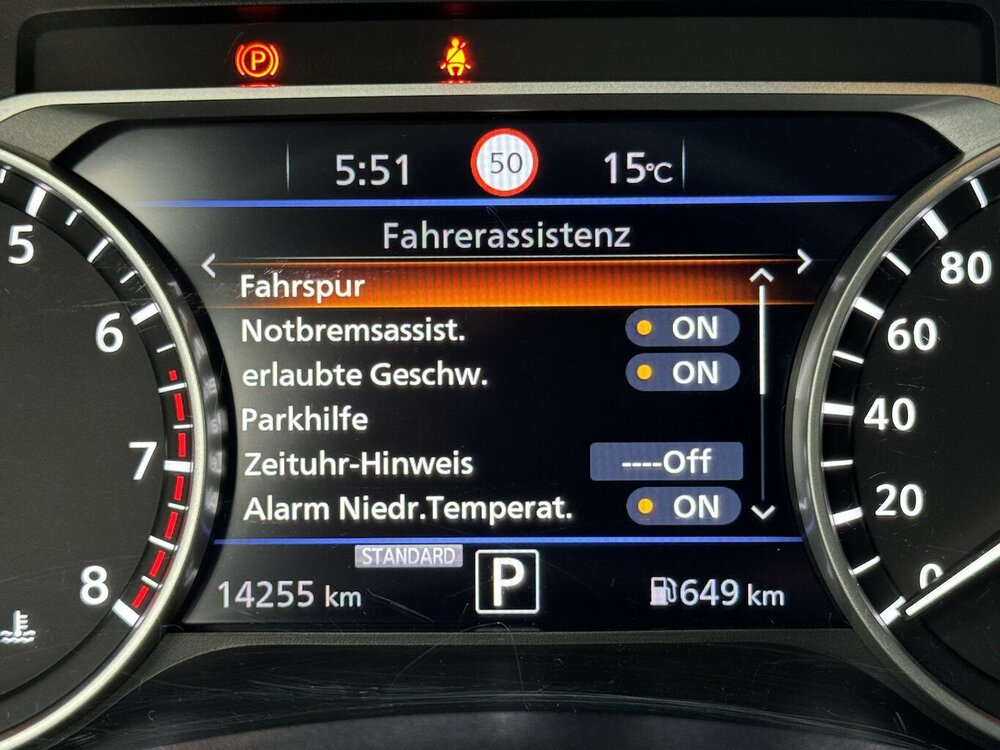 P
5:51 50 15°C
Fahrerassistenz
Fahrspur
Notbremsassist. ON
erlaubte Geschw. ON
Parkhilfe
Zeituhr-Hinweis ----Off
Alarm Niedr.Temperat. ON
STANDARD
14255 km P 649 km
5
6
7
8
80
60
40
20
0